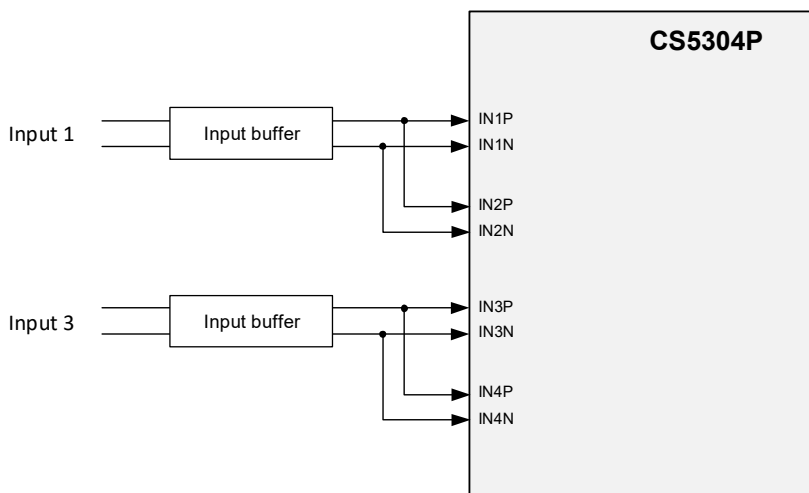 CS5304P
Input 1
Input buffer
IN1P
IN1N
IN2P
IN2N
Input 3
Input buffer
IN3P
IN3N
IN4P
IN4N